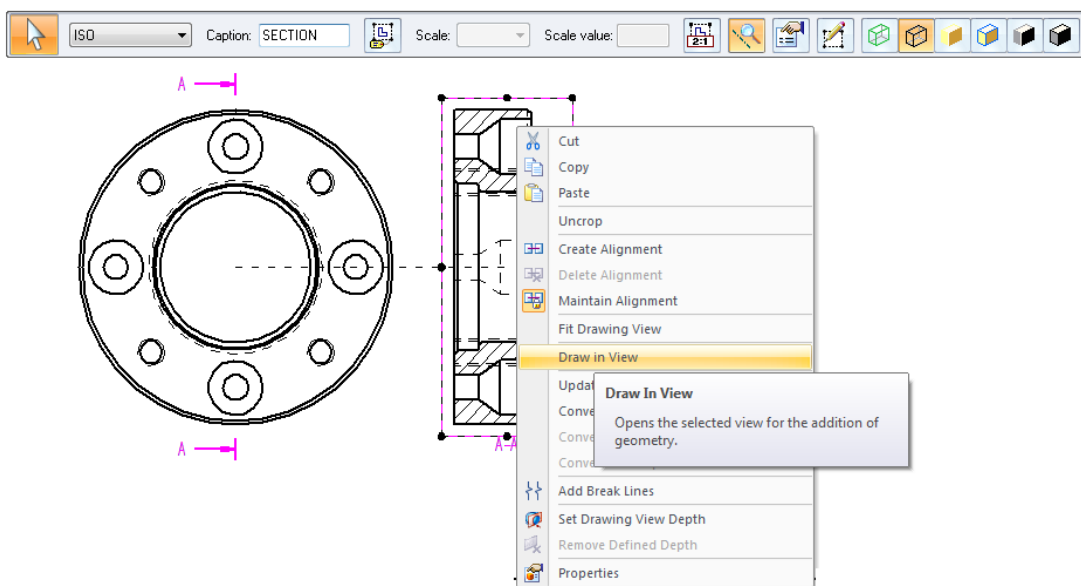 ISO Caption: SECTION Scale: Scale value: 2:1
A
Cut
Copy
Paste
Uncrop
Create Alignment
Delete Alignment
Maintain Alignment
Fit Drawing View
Draw in View
Draw In View
Opens the selected view for the addition of
geometry.
A
Add Break Lines
Set Drawing View Depth
Remove Defined Depth
Properties